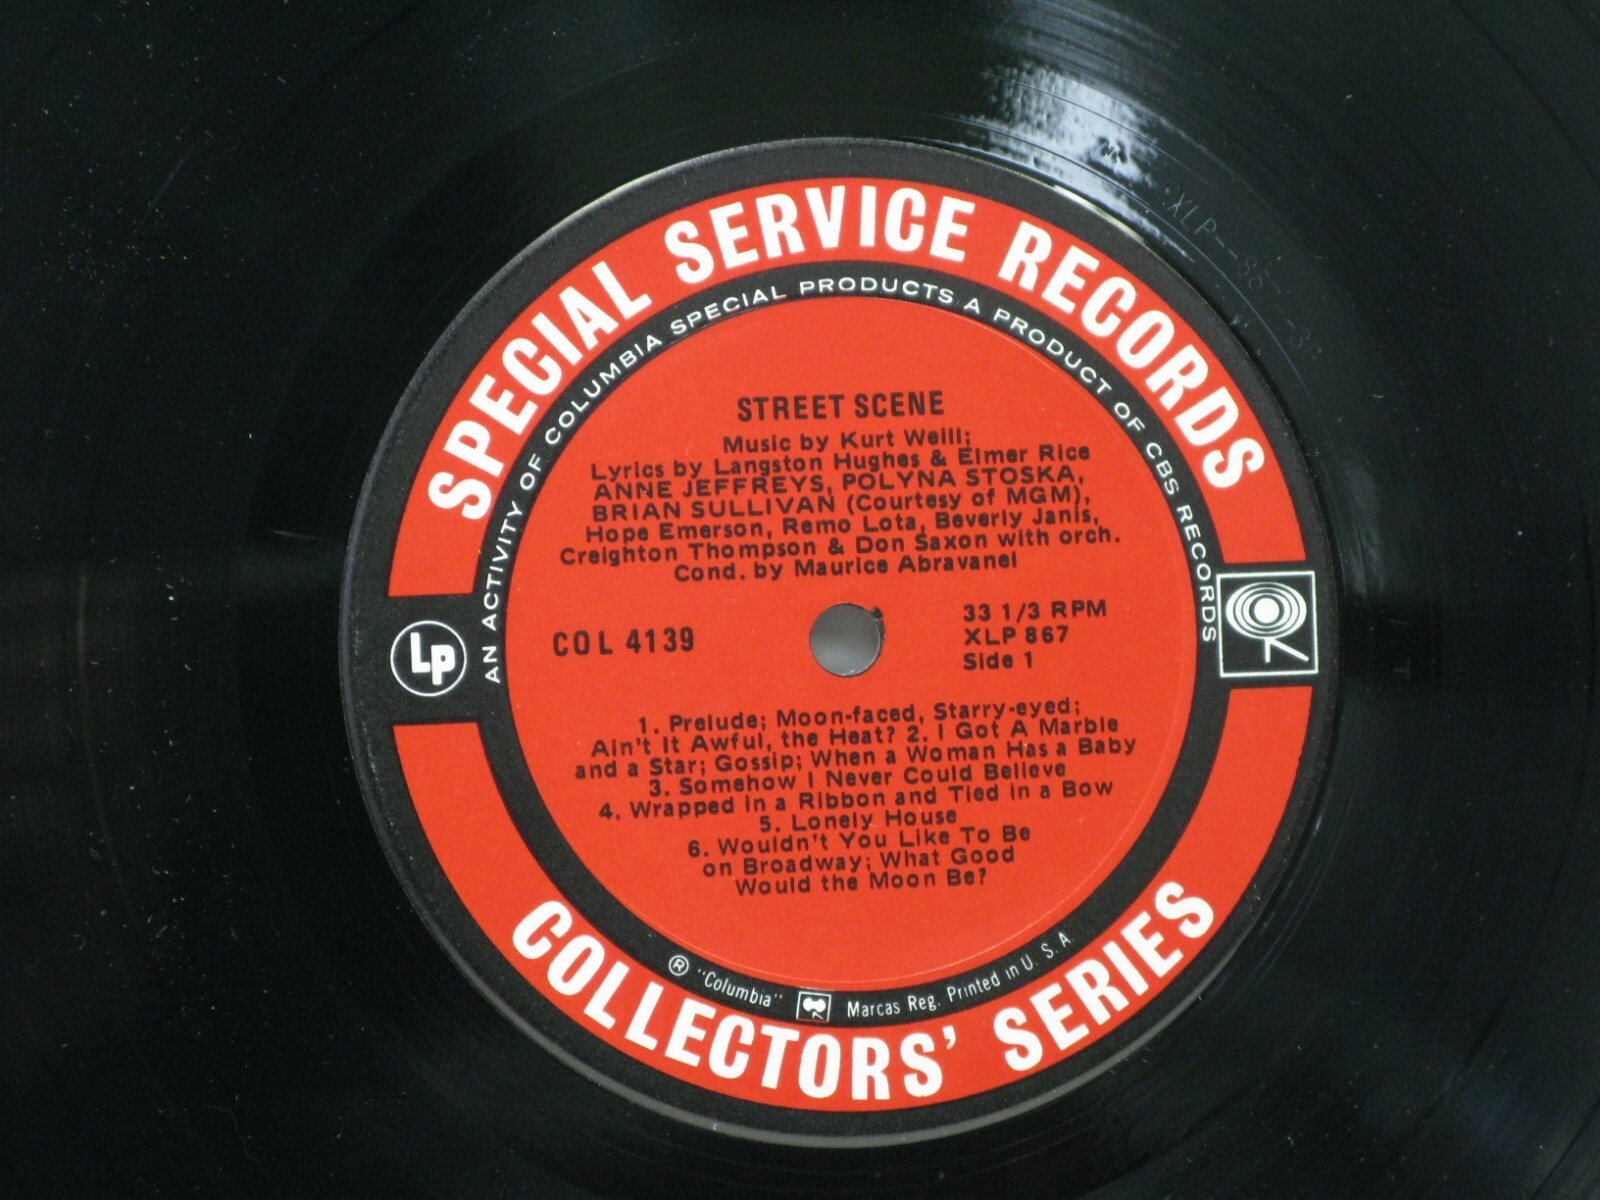 SPECIAL SERVICE RECORDS
AN ACTIVITY OF COLUMBIA SPECIAL PRODUCTS A PRODUCT OF CBS RECORDS
STREET SCENE
Music by Kurt Weill;
Lyrics by Langston Hughes & Elmer Rice
ANNE JEFFREYS, POLYNA STOSKA,
BRIAN SULLIVAN (Courtesy of MGM),
Hope Emerson, Remo Lota, Beverly Janis,
Creighton Thompson & Don Saxon with orch.
Cond. by Maurice Abravanel
LP
COL 4139
33 1/3 RPM
XLP 867
Side 1
1. Prelude; Moon-faced, Starry-eyed;
Ain't It Awful, the Heat? 2. I Got A Marble
and a Star; Gossip; When a Woman Has a Baby
3. Somehow I Never Could Believe
4. Wrapped in a Ribbon and Tied in a Bow
5. Lonely House
6. Wouldn't You Like To Be
on Broadway; What Good
Would the Moon Be?
® "Columbia" Marcas Reg. Printed in U. S. A.
COLLECTORS' SERIES